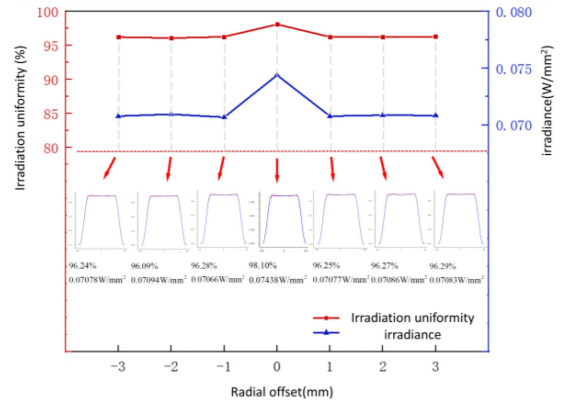 100
95
90
85
80
Irradiation uniformity (%)
0.080
0.075
0.070
irradiance(W/mm²)
96.24%
0.07078W/mm²
96.09%
0.07094W/mm²
96.28%
0.07066W/mm²
98.10%
0.07438W/mm²
96.25%
0.07077W/mm²
96.27%
0.07086W/mm²
96.29%
0.07083W/mm²
Irradiation uniformity
irradiance
-3 -2 -1 0 1 2 3
Radial offset(mm)